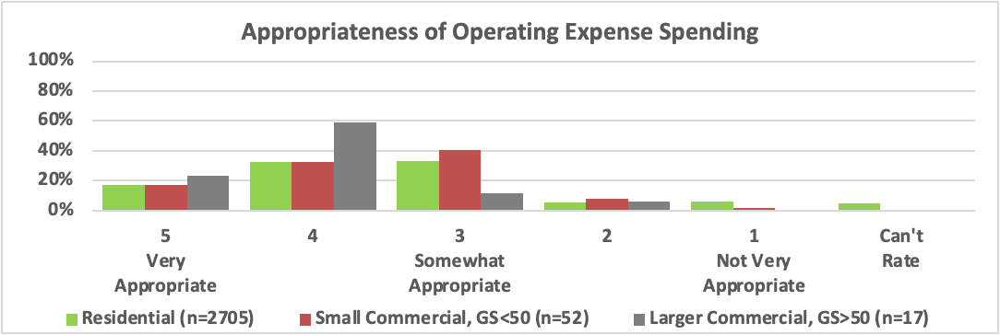 Appropriateness of Operating Expense Spending
100%
80%
60%
40%
20%
0%
5 4 3 2 1 Can't
Very Somewhat Not Very Rate
Appropriate Appropriate Appropriate
Residential (n=2705) Small Commercial, GS<50 (n=52) Larger Commercial, GS>50 (n=17)